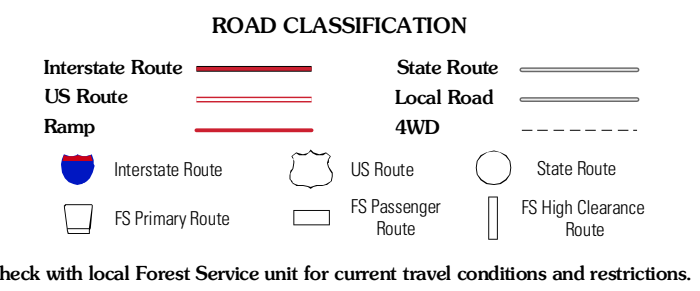 ROAD CLASSIFICATION
Interstate Route
State Route
US Route
Local Road
Ramp
4WD
Interstate Route
US Route
State Route
FS Primary Route
FS Passenger
Route
FS High Clearance
Route
heck with local Forest Service unit for current travel conditions and restrictions.